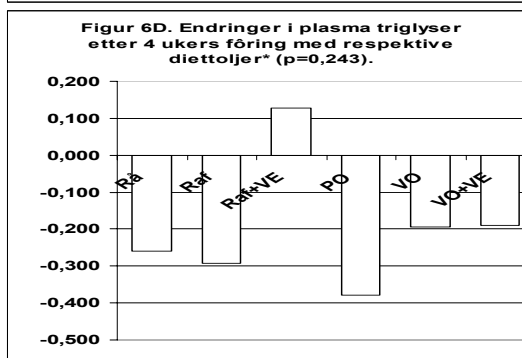 Figur 6D. Endringer i plasma triglyser
etter 4 ukers fôring med respektive
diettoljer* (p=0,243).
0,200
0,100
0,000
-0,100
-0,200
-0,300
-0,400
-0,500
Rå
Raf
Raf+VE
PO
VO
VO+VE